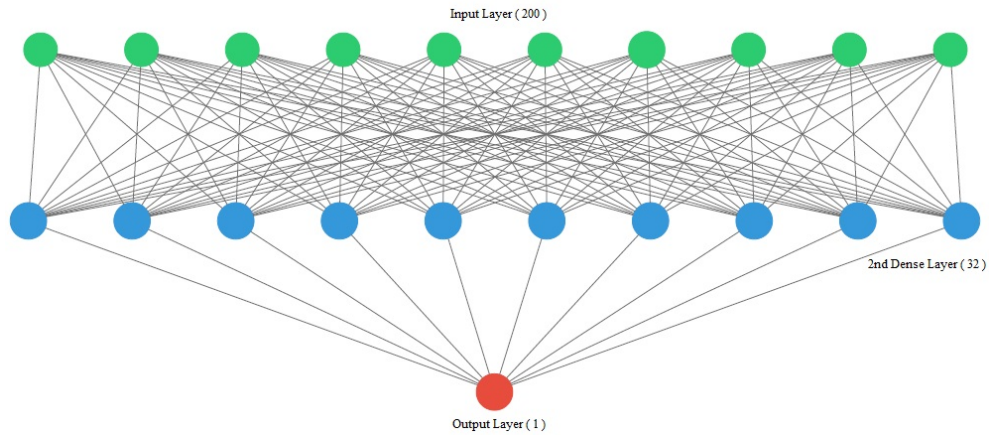 Input Layer ( 200 )
2nd Dense Layer ( 32 )
Output Layer ( 1 )